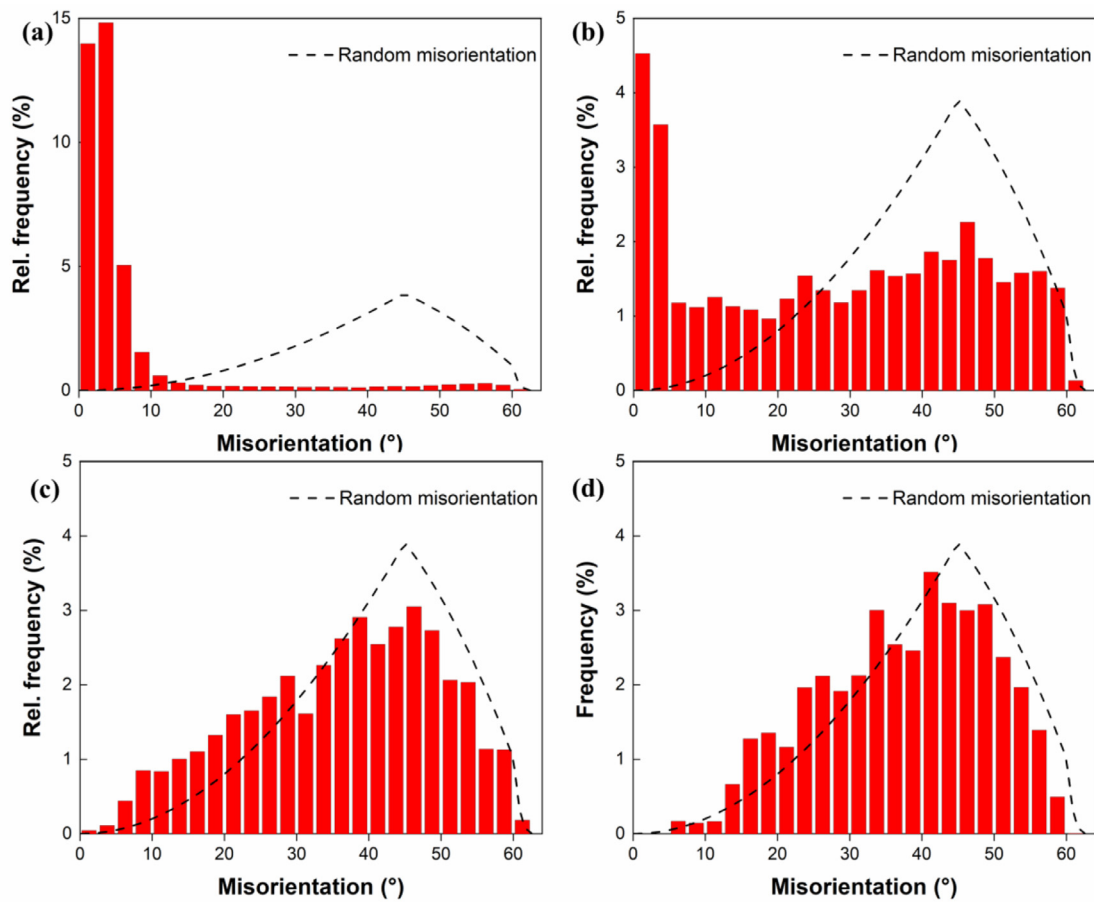 (a)
Random misorientation
15
10
5
0
Rel. frequency (%)
0 10 20 30 40 50 60
Misorientation (°)
(b)
Random misorientation
5
4
3
2
1
0
Rel. frequency (%)
0 10 20 30 40 50 60
Misorientation (°)
(c)
Random misorientation
5
4
3
2
1
0
Rel. frequency (%)
0 10 20 30 40 50 60
Misorientation (°)
(d)
Random misorientation
5
4
3
2
1
0
Frequency (%)
0 10 20 30 40 50 60
Misorientation (°)